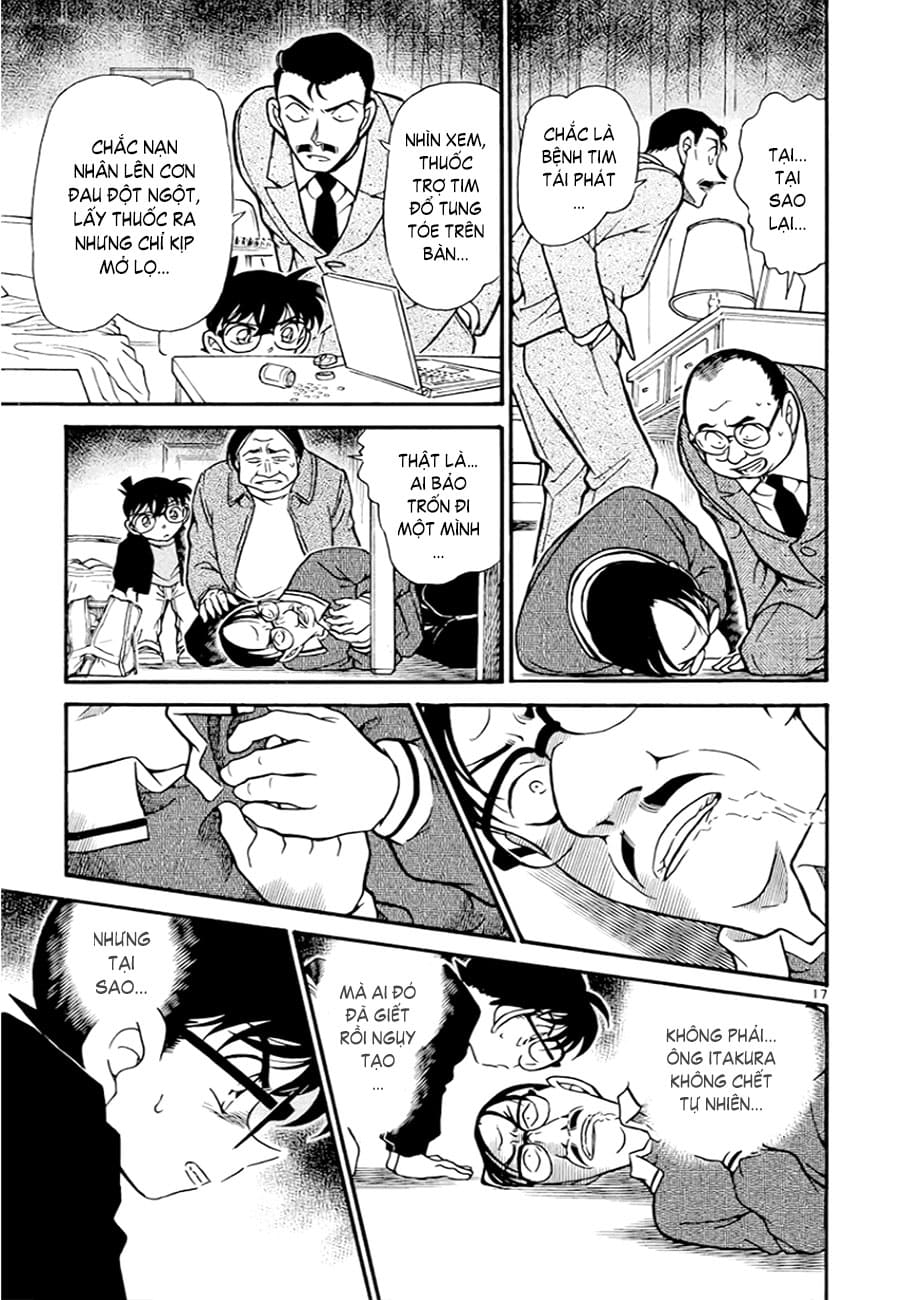 TẠI...
TẠI
SAO
LẠI...
CHẮC LÀ
BỆNH TIM
TÁI PHÁT
...
NHÌN XEM,
THUỐC
TRỢ TIM
ĐỔ TUNG
TÓE TRÊN
BÀN...
CHẮC NẠN
NHÂN LÊN CƠN
ĐAU ĐỘT NGỘT,
LẤY THUỐC RA
NHƯNG CHỈ KỊP
MỞ LỌ...
THẬT LÀ...
AI BẢO
TRỐN ĐI
MỘT MÌNH
...
KHÔNG PHẢI...
ÔNG ITAKURA
KHÔNG CHẾT
TỰ NHIÊN...
MÀ AI ĐÓ
ĐÀ GIẾT
RỒI NGỤY
TẠO
...
NHƯNG
TẠI
SAO...
17